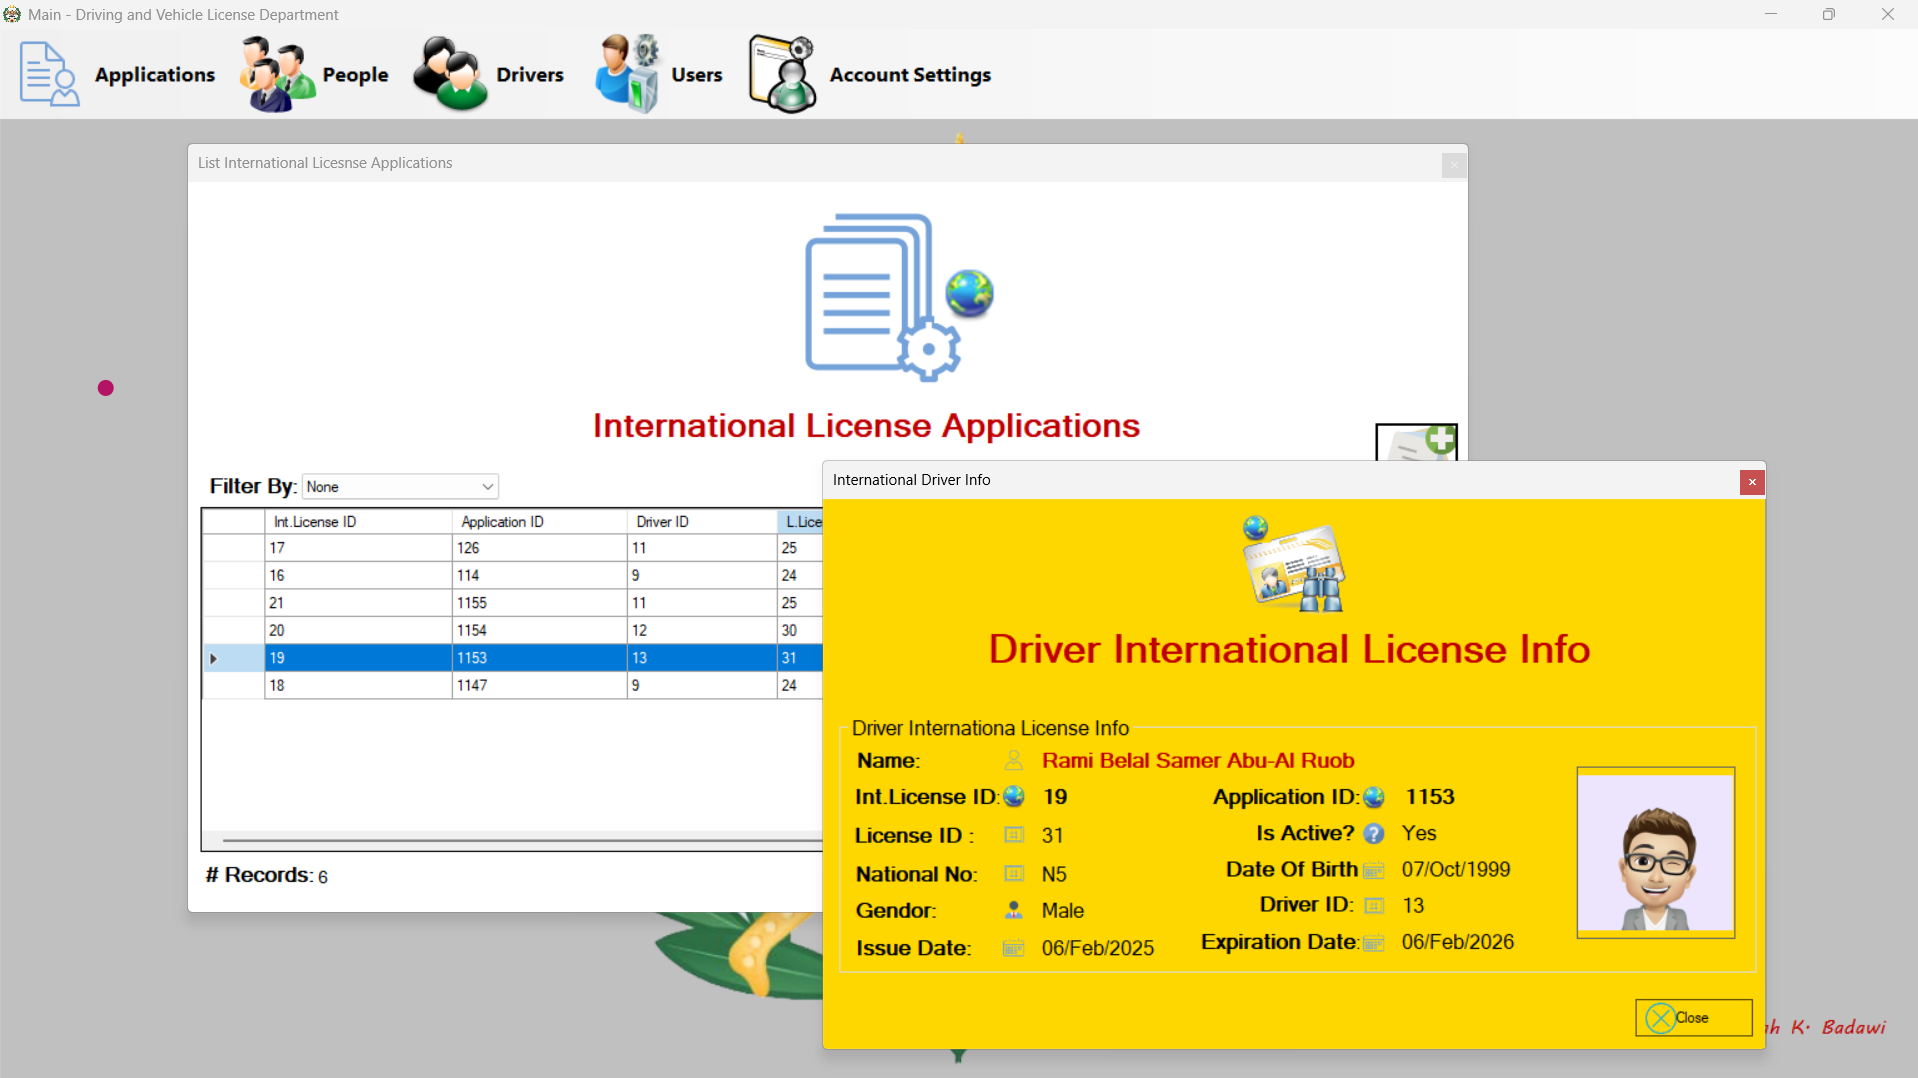 Main - Driving and Vehicle License Department
Applications People Drivers Users Account Settings
List International Licesnse Applications
International License Applications
Filter By: None
Int.License ID Application ID Driver ID L.Lice
17 126 11 25
16 114 9 24
21 1155 11 25
20 1154 12 30
19 1153 13 31
18 1147 9 24
# Records: 6
International Driver Info
Driver International License Info
Driver Internationa License Info
Name: Rami Belal Samer Abu-Al Ruob
Int.License ID: 19 Application ID: 1153
License ID : 31 Is Active? Yes
National No: N5 Date Of Birth 07/Oct/1999
Gendor: Male Driver ID: 13
Issue Date: 06/Feb/2025 Expiration Date: 06/Feb/2026
Close
K. Badawi